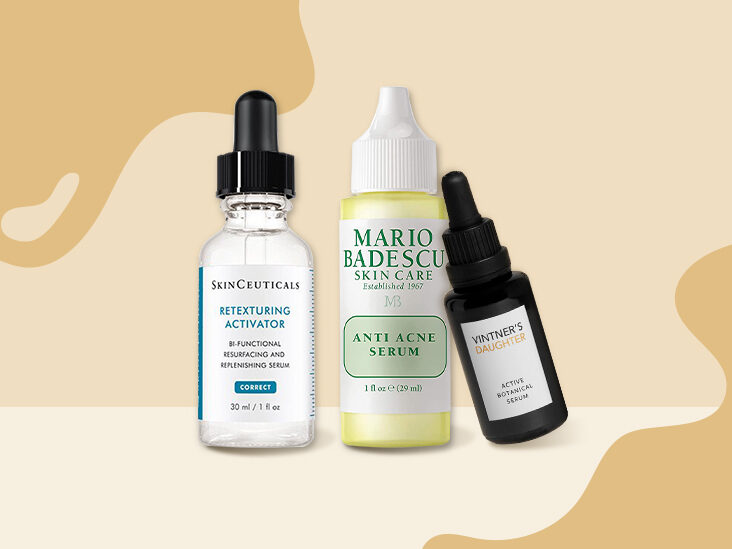 SKINCEUTICALS
RETEXTURING
ACTIVATOR
BI-FUNCTIONAL
RESURFACING AND
REPLENISHING SERUM
CORRECT
30 ml / 1 fl oz
MARIO
BADESCU
SKIN CARE
Established 1967
MB
ANTI ACNE
SERUM
1 fl oz ℮ (29 ml)
VINTNER'S
DAUGHTER
ACTIVE
BOTANICAL
SERUM